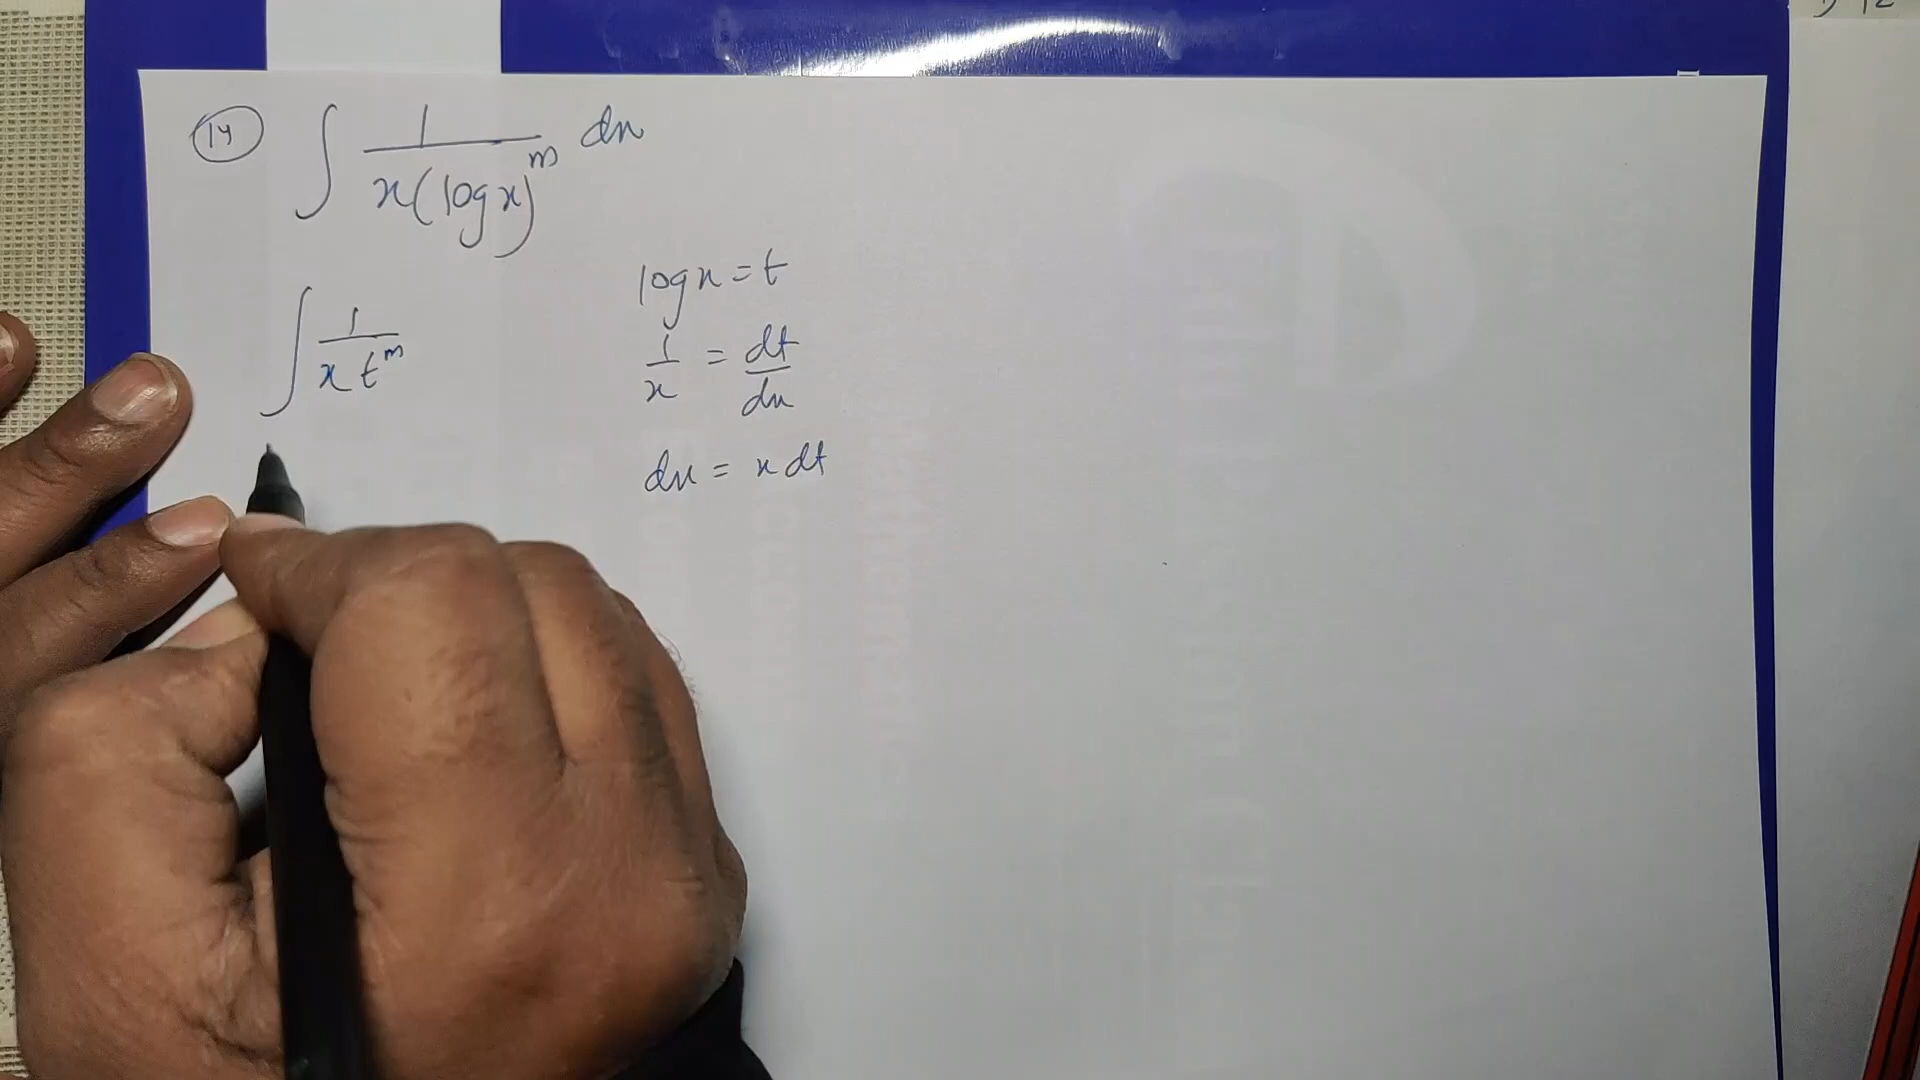 14 ∫ 1/(x(log x)^m) dx
log x = t
∫ 1/(x t^m)
1/x = dt/dx
dx = x dt